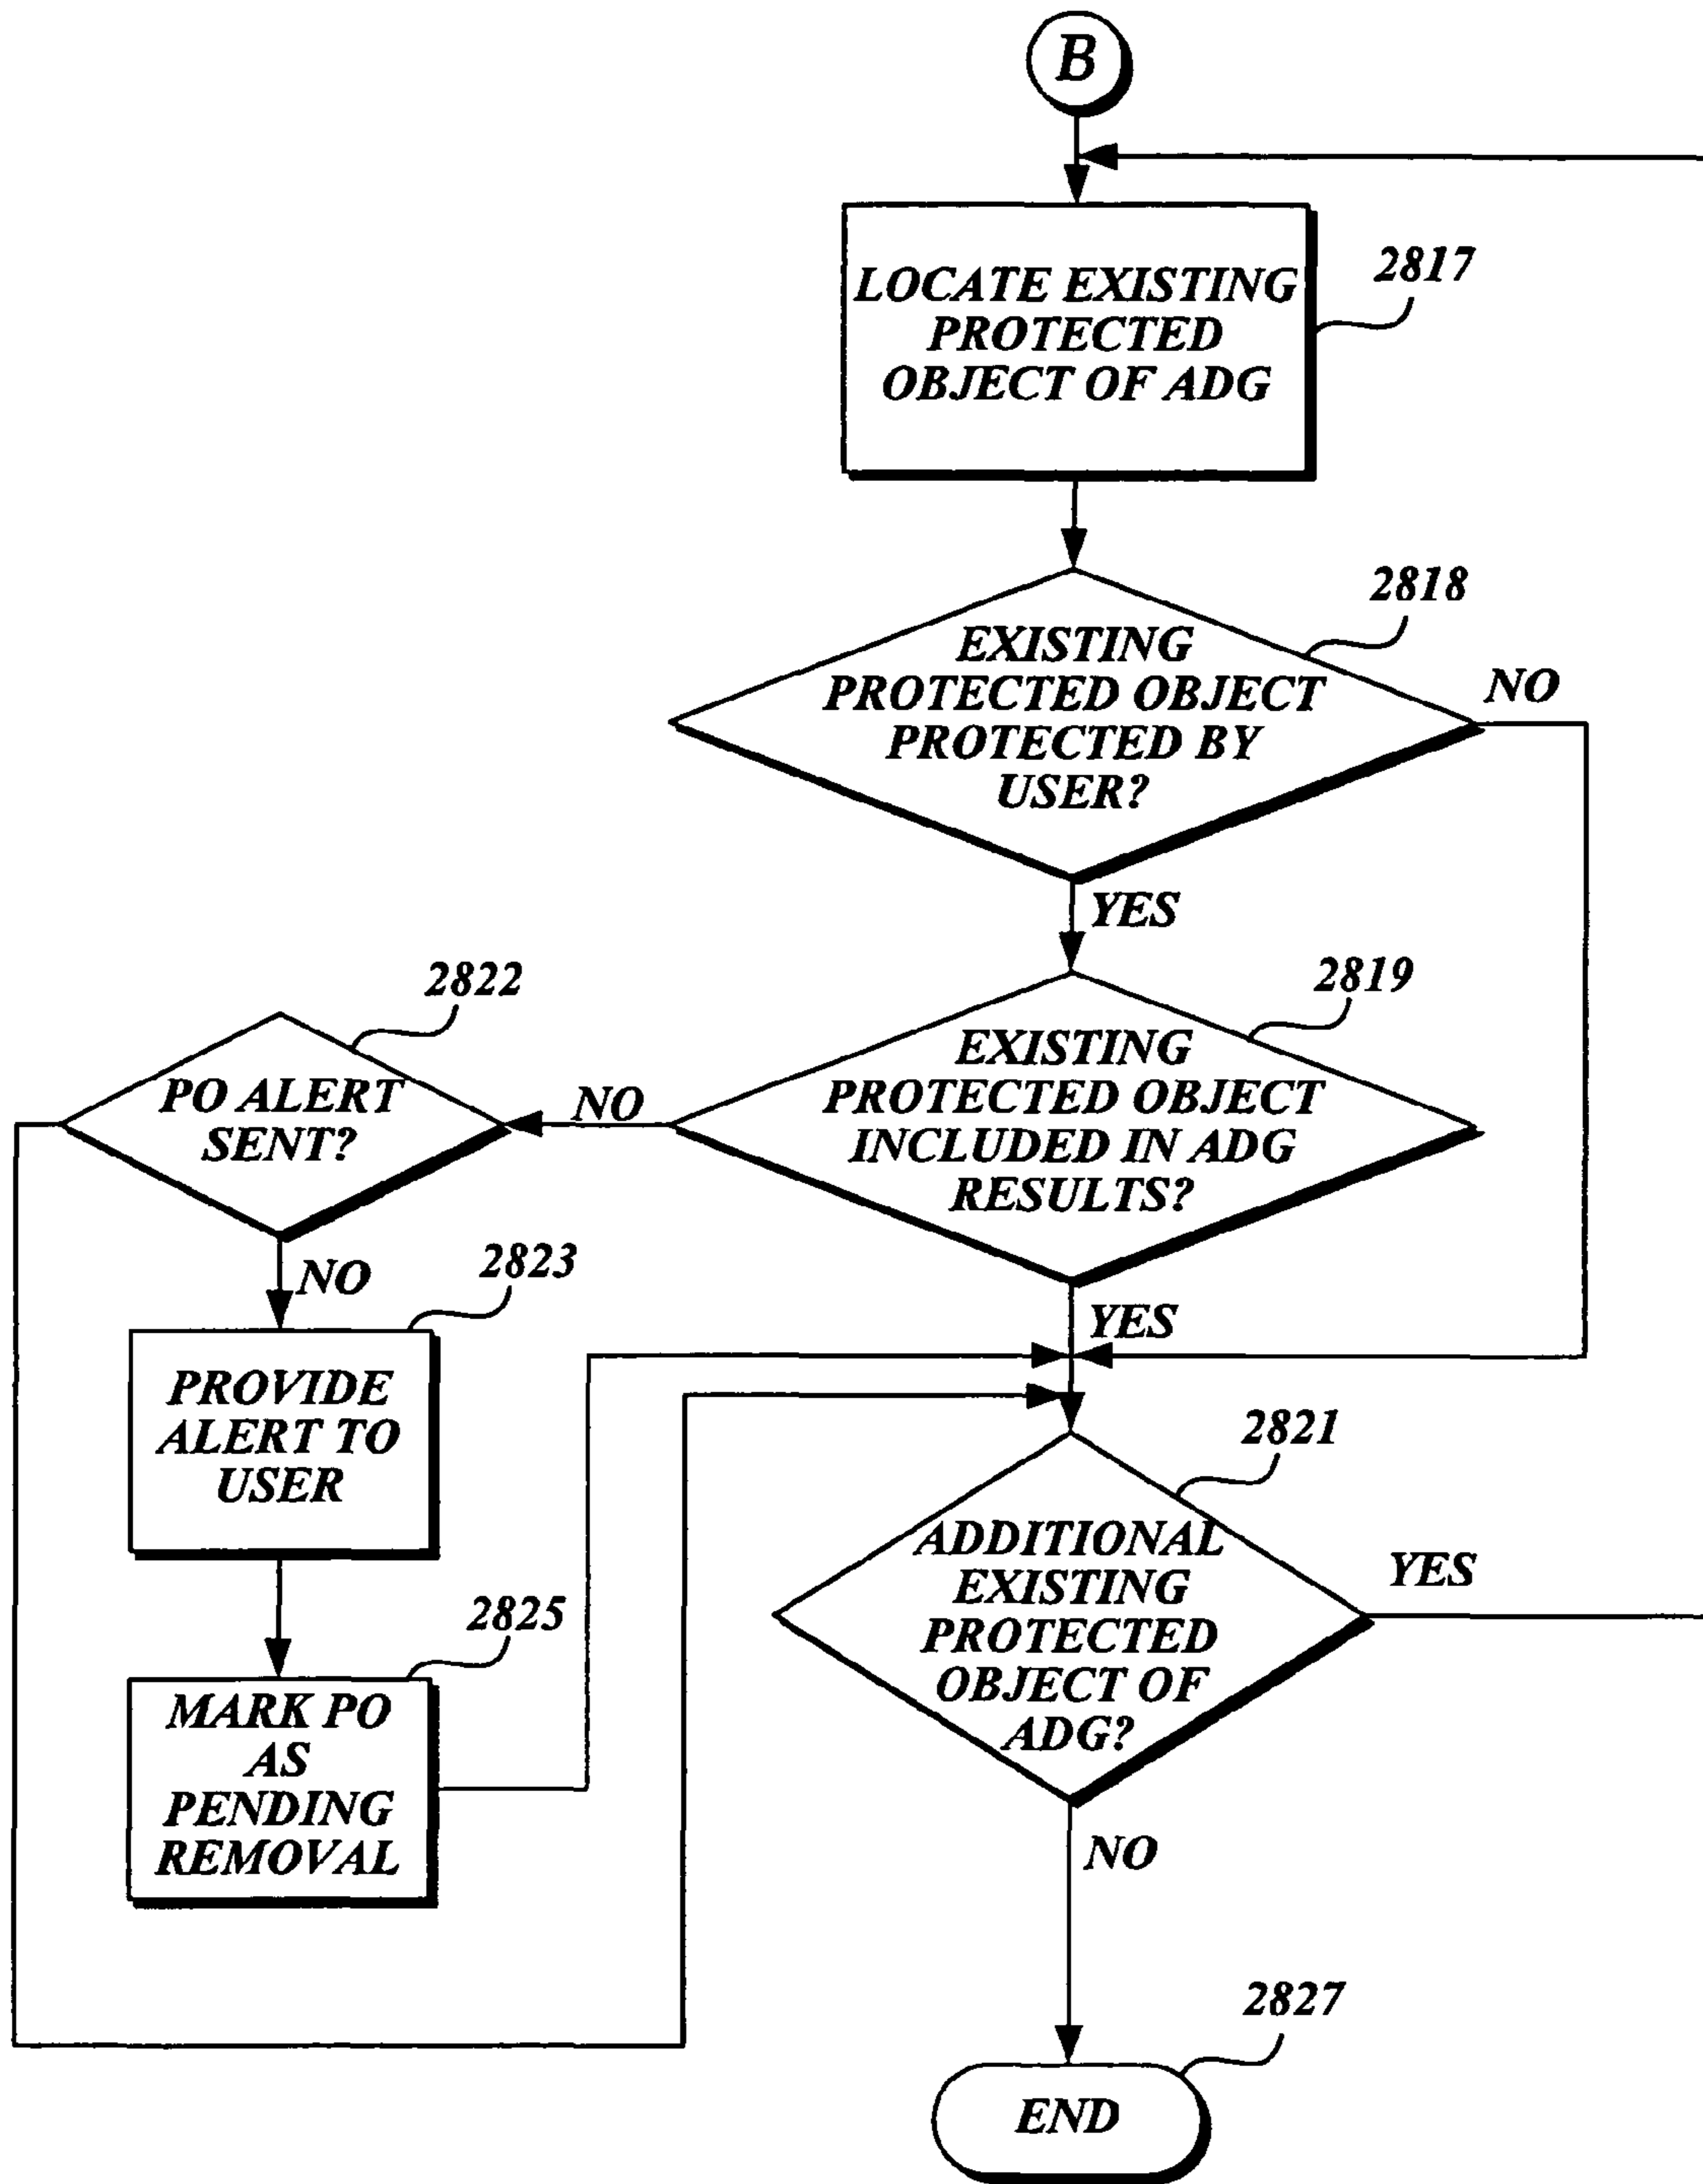 B
LOCATE EXISTING
PROTECTED
OBJECT OF ADG
2817
EXISTING
PROTECTED OBJECT
PROTECTED BY
USER?
2818
NO
YES
EXISTING
PROTECTED OBJECT
INCLUDED IN ADG
RESULTS?
2819
NO
YES
PO ALERT
SENT?
2822
NO
PROVIDE
ALERT TO
USER
2823
MARK PO
AS
PENDING
REMOVAL
2825
ADDITIONAL
EXISTING
PROTECTED
OBJECT OF
ADG?
2821
YES
NO
END
2827